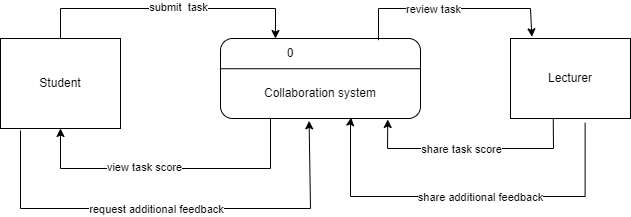 submit task
review task
0
Student
Collaboration system
Lecturer
share task score
view task score
share additional feedback
request additional feedback